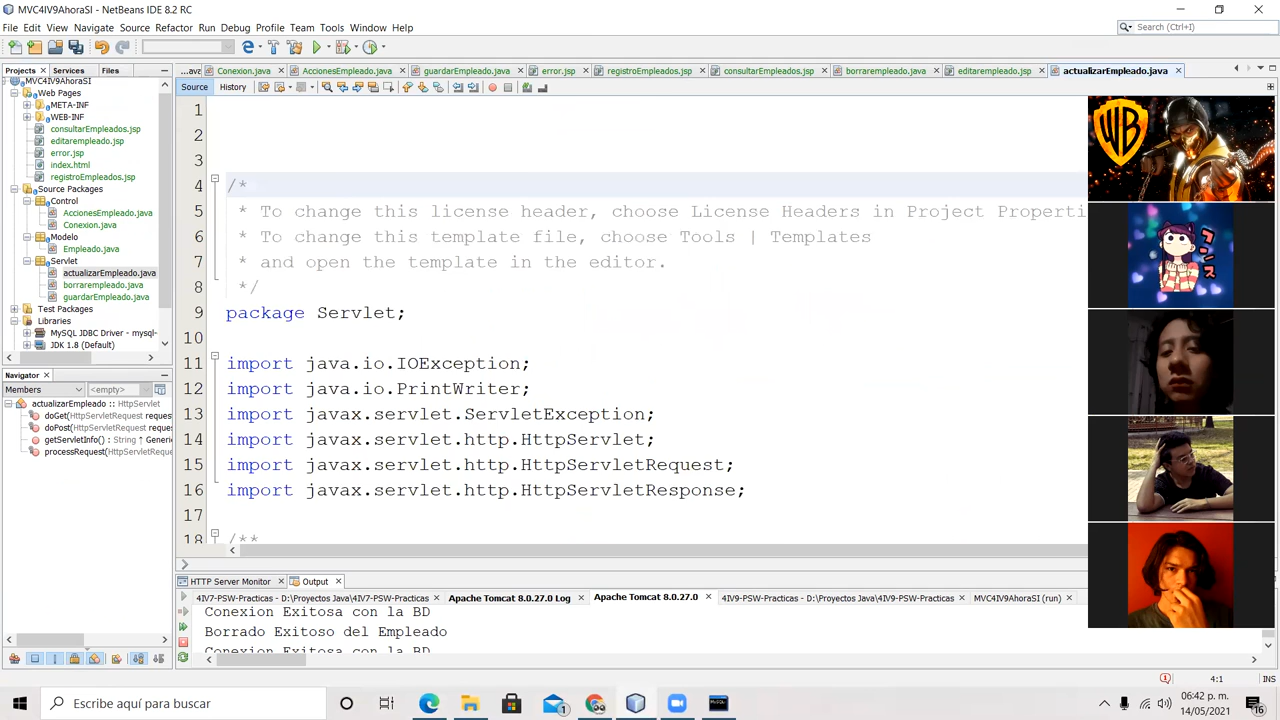 MVC4IV9AhoraSI - NetBeans IDE 8.2 RC
File Edit View Navigate Source Refactor Run Debug Profile Team Tools Window Help
Search (Ctrl+I)
Projects Services Files
...avz Conexion.java AccionesEmpleado.java guardarEmpleado.java error.jsp registroEmpleados.jsp consultarEmpleados.jsp borrarempleado.java editarempleado.jsp actualizarEmpleado.java
Source History
MVC4IV9AhoraSI
Web Pages
META-INF
WEB-INF
consultarEmpleados.jsp
editarempleado.jsp
error.jsp
index.html
registroEmpleados.jsp
Source Packages
Control
AccionesEmpleado.java
Conexion.java
Modelo
Empleado.java
Servlet
actualizarEmpleado.java
borrarempleado.java
guardarEmpleado.java
Test Packages
Libraries
MySQL JDBC Driver - mysql-
JDK 1.8 (Default)
Navigator
Members <empty>
actualizarEmpleado :: HttpServlet
doGet(HttpServletRequest reques
doPost(HttpServletRequest reques
getServletInfo() : String ↑ Generic
processRequest(HttpServletReque
1
2
3
4 /*
5 * To change this license header, choose License Headers in Project Properti
6 * To change this template file, choose Tools | Templates
7 * and open the template in the editor.
8 */
9 package Servlet;
10
11 import java.io.IOException;
12 import java.io.PrintWriter;
13 import javax.servlet.ServletException;
14 import javax.servlet.http.HttpServlet;
15 import javax.servlet.http.HttpServletRequest;
16 import javax.servlet.http.HttpServletResponse;
17
18 /**
WB
HTTP Server Monitor Output
4IV7-PSW-Practicas - D:\Proyectos Java\4IV7-PSW-Practicas Apache Tomcat 8.0.27.0 Log Apache Tomcat 8.0.27.0 4IV9-PSW-Practicas - D:\Proyectos Java\4IV9-PSW-Practicas MVC4IV9AhoraSI (run)
Conexion Exitosa con la BD
Borrado Exitoso del Empleado
Conexion Exitosa con la BD
4:1 INS
Escribe aquí para buscar
06:42 p. m.
14/05/2021
16